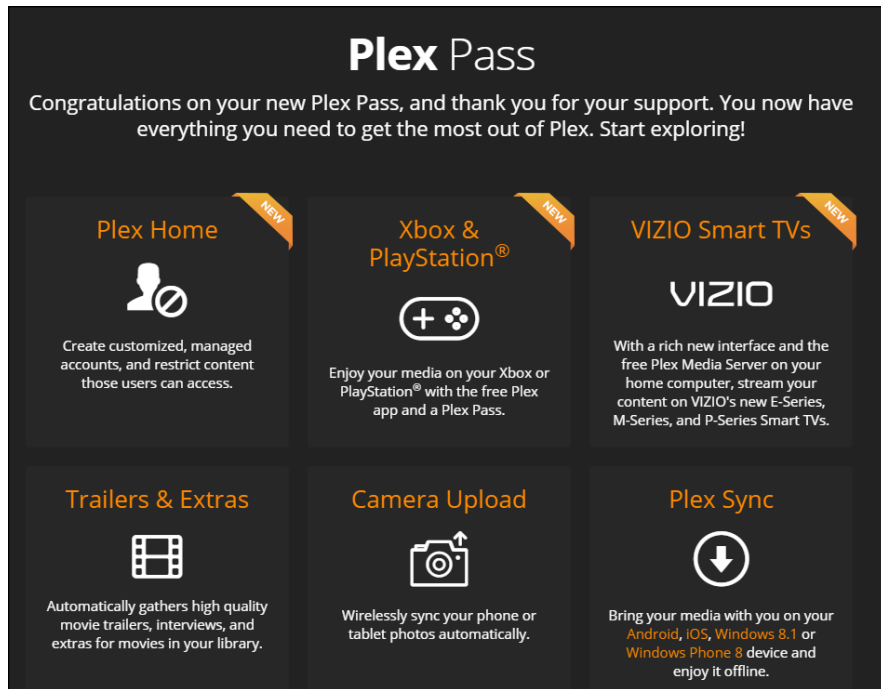 Plex Pass
Congratulations on your new Plex Pass, and thank you for your support. You now have
everything you need to get the most out of Plex. Start exploring!
NEW
Plex Home
Create customized, managed
accounts, and restrict content
those users can access.
NEW
Xbox &
PlayStation®
Enjoy your media on your Xbox or
PlayStation® with the free Plex
app and a Plex Pass.
NEW
VIZIO Smart TVs
VIZIO
With a rich new interface and the
free Plex Media Server on your
home computer, stream your
content on VIZIO's new E-Series,
M-Series, and P-Series Smart TVs.
Trailers & Extras
Automatically gathers high quality
movie trailers, interviews, and
extras for movies in your library.
Camera Upload
Wirelessly sync your phone or
tablet photos automatically.
Plex Sync
Bring your media with you on your
Android, iOS, Windows 8.1 or
Windows Phone 8 device and
enjoy it offline.